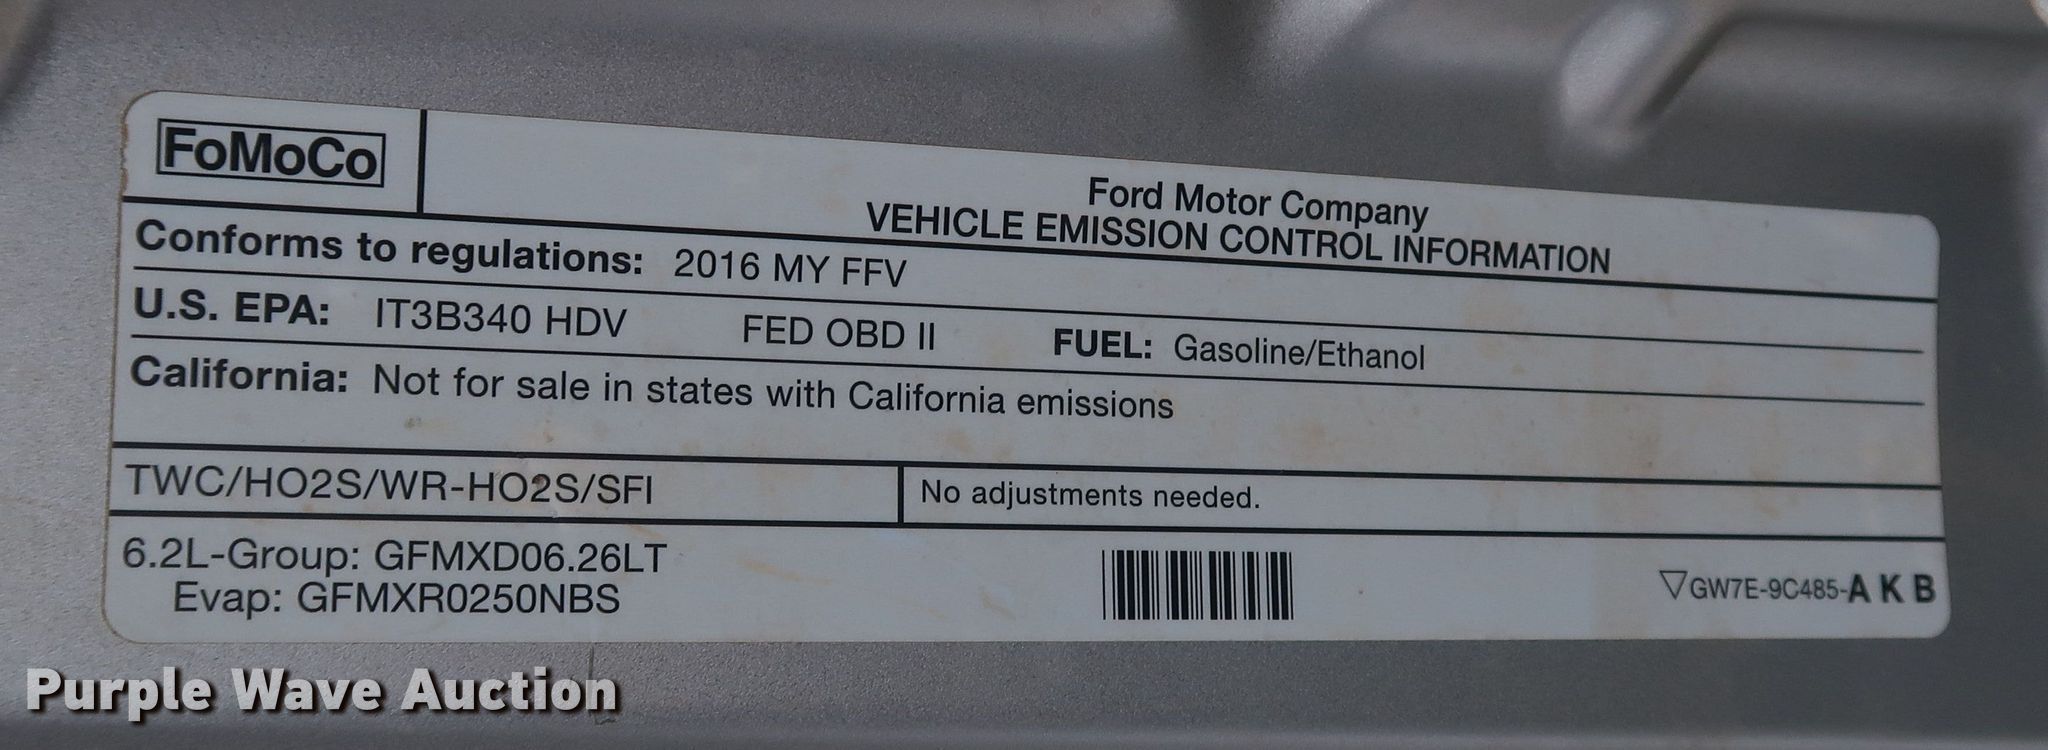 FoMoCo
Ford Motor Company
VEHICLE EMISSION CONTROL INFORMATION
Conforms to regulations: 2016 MY FFV
U.S. EPA: IT3B340 HDV FED OBD II FUEL: Gasoline/Ethanol
California: Not for sale in states with California emissions
TWC/HO2S/WR-HO2S/SFI
No adjustments needed.
6.2L-Group: GFMXD06.26LT
Evap: GFMXR0250NBS
▽GW7E-9C485-A K B
Purple Wave Auction